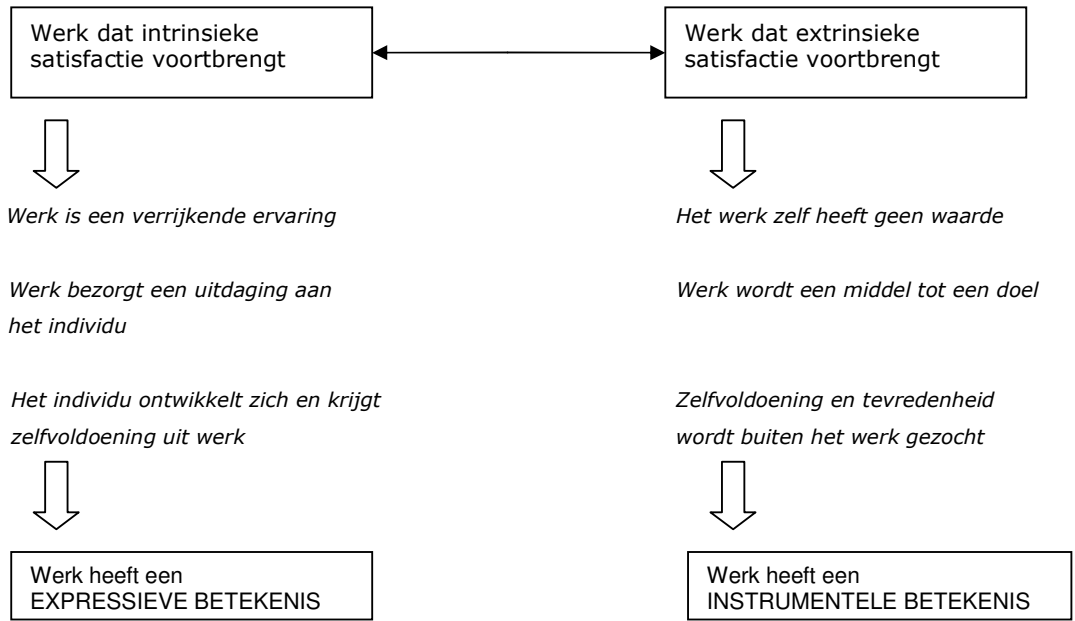 Werk dat intrinsieke
satisfactie voortbrengt
Werk dat extrinsieke
satisfactie voortbrengt
Werk is een verrijkende ervaring
Het werk zelf heeft geen waarde
Werk bezorgt een uitdaging aan
het individu
Werk wordt een middel tot een doel
Het individu ontwikkelt zich en krijgt
zelfvoldoening uit werk
Zelfvoldoening en tevredenheid
wordt buiten het werk gezocht
Werk heeft een
EXPRESSIEVE BETEKENIS
Werk heeft een
INSTRUMENTELE BETEKENIS